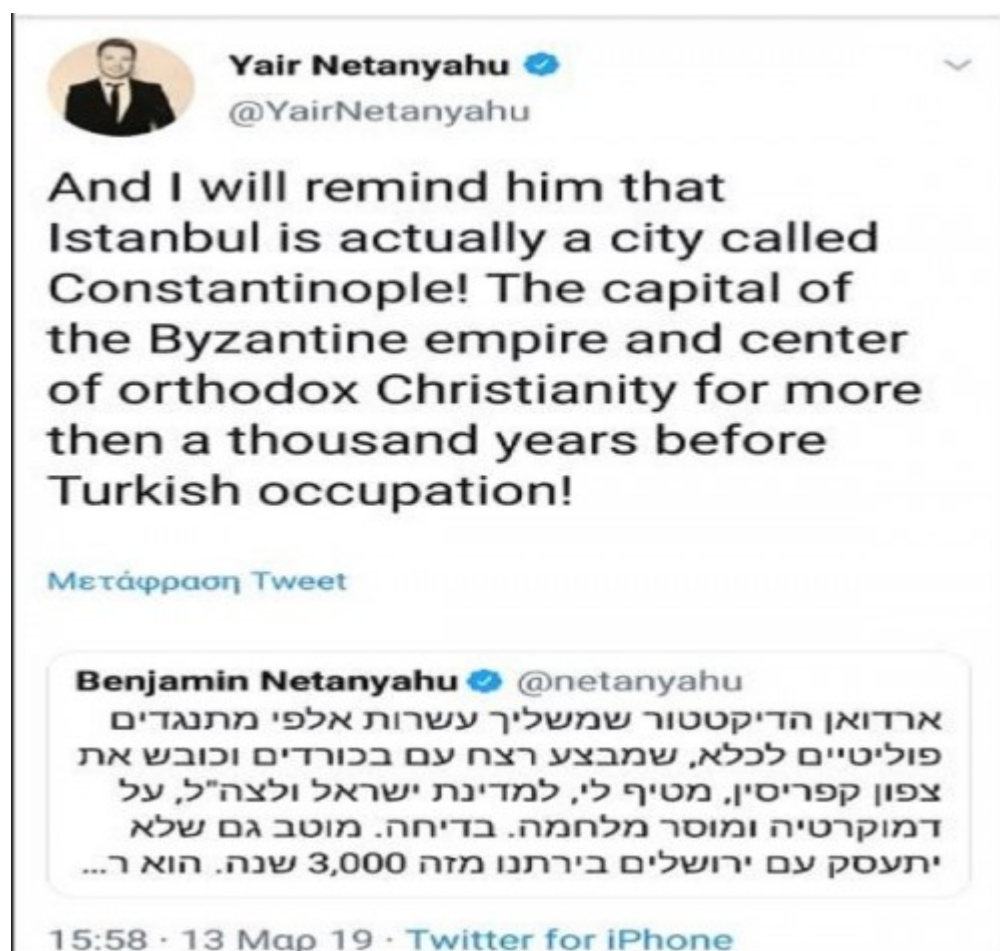 Yair Netanyahu
@YairNetanyahu
And I will remind him that
Istanbul is actually a city called
Constantinople! The capital of
the Byzantine empire and center
of orthodox Christianity for more
then a thousand years before
Turkish occupation!
Μετάφραση Tweet
Benjamin Netanyahu @netanyahu
ארדואן הדיקטטור שמשליך עשרות אלפי מתנגדים
פוליטיים לכלא, שמבצע רצח עם בכורדים וכובש את
צפון קפריסין, מטיף לי, למדינת ישראל ולצה"ל, על
דמוקרטיה ומוסר מלחמה. בדיחה. מוטב גם שלא
יתעסק עם ירושלים בירתנו מזה 3,000 שנה. הוא ר...
15:58 · 13 Μαρ 19 · Twitter for iPhone